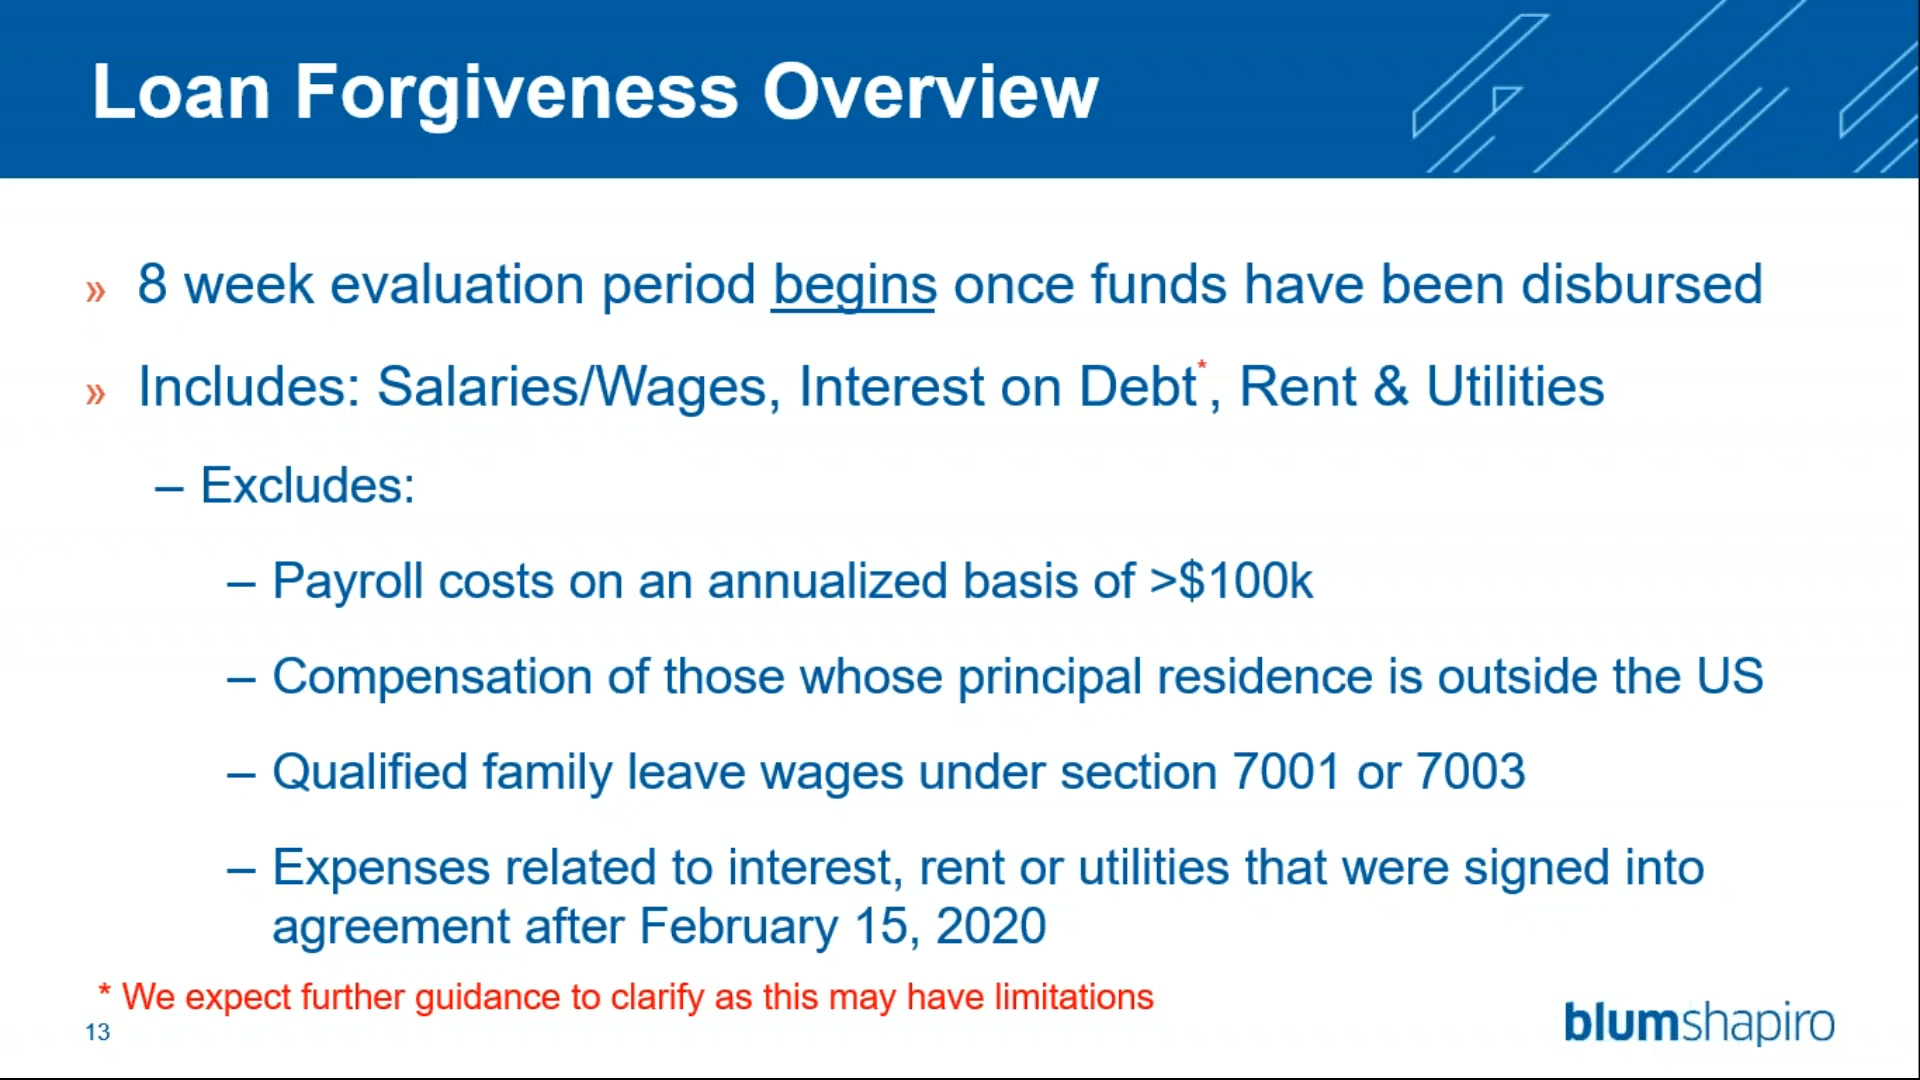 Loan Forgiveness Overview
» 8 week evaluation period begins once funds have been disbursed
» Includes: Salaries/Wages, Interest on Debt*, Rent & Utilities
– Excludes:
– Payroll costs on an annualized basis of >$100k
– Compensation of those whose principal residence is outside the US
– Qualified family leave wages under section 7001 or 7003
– Expenses related to interest, rent or utilities that were signed into
agreement after February 15, 2020
* We expect further guidance to clarify as this may have limitations
13
blumshapiro